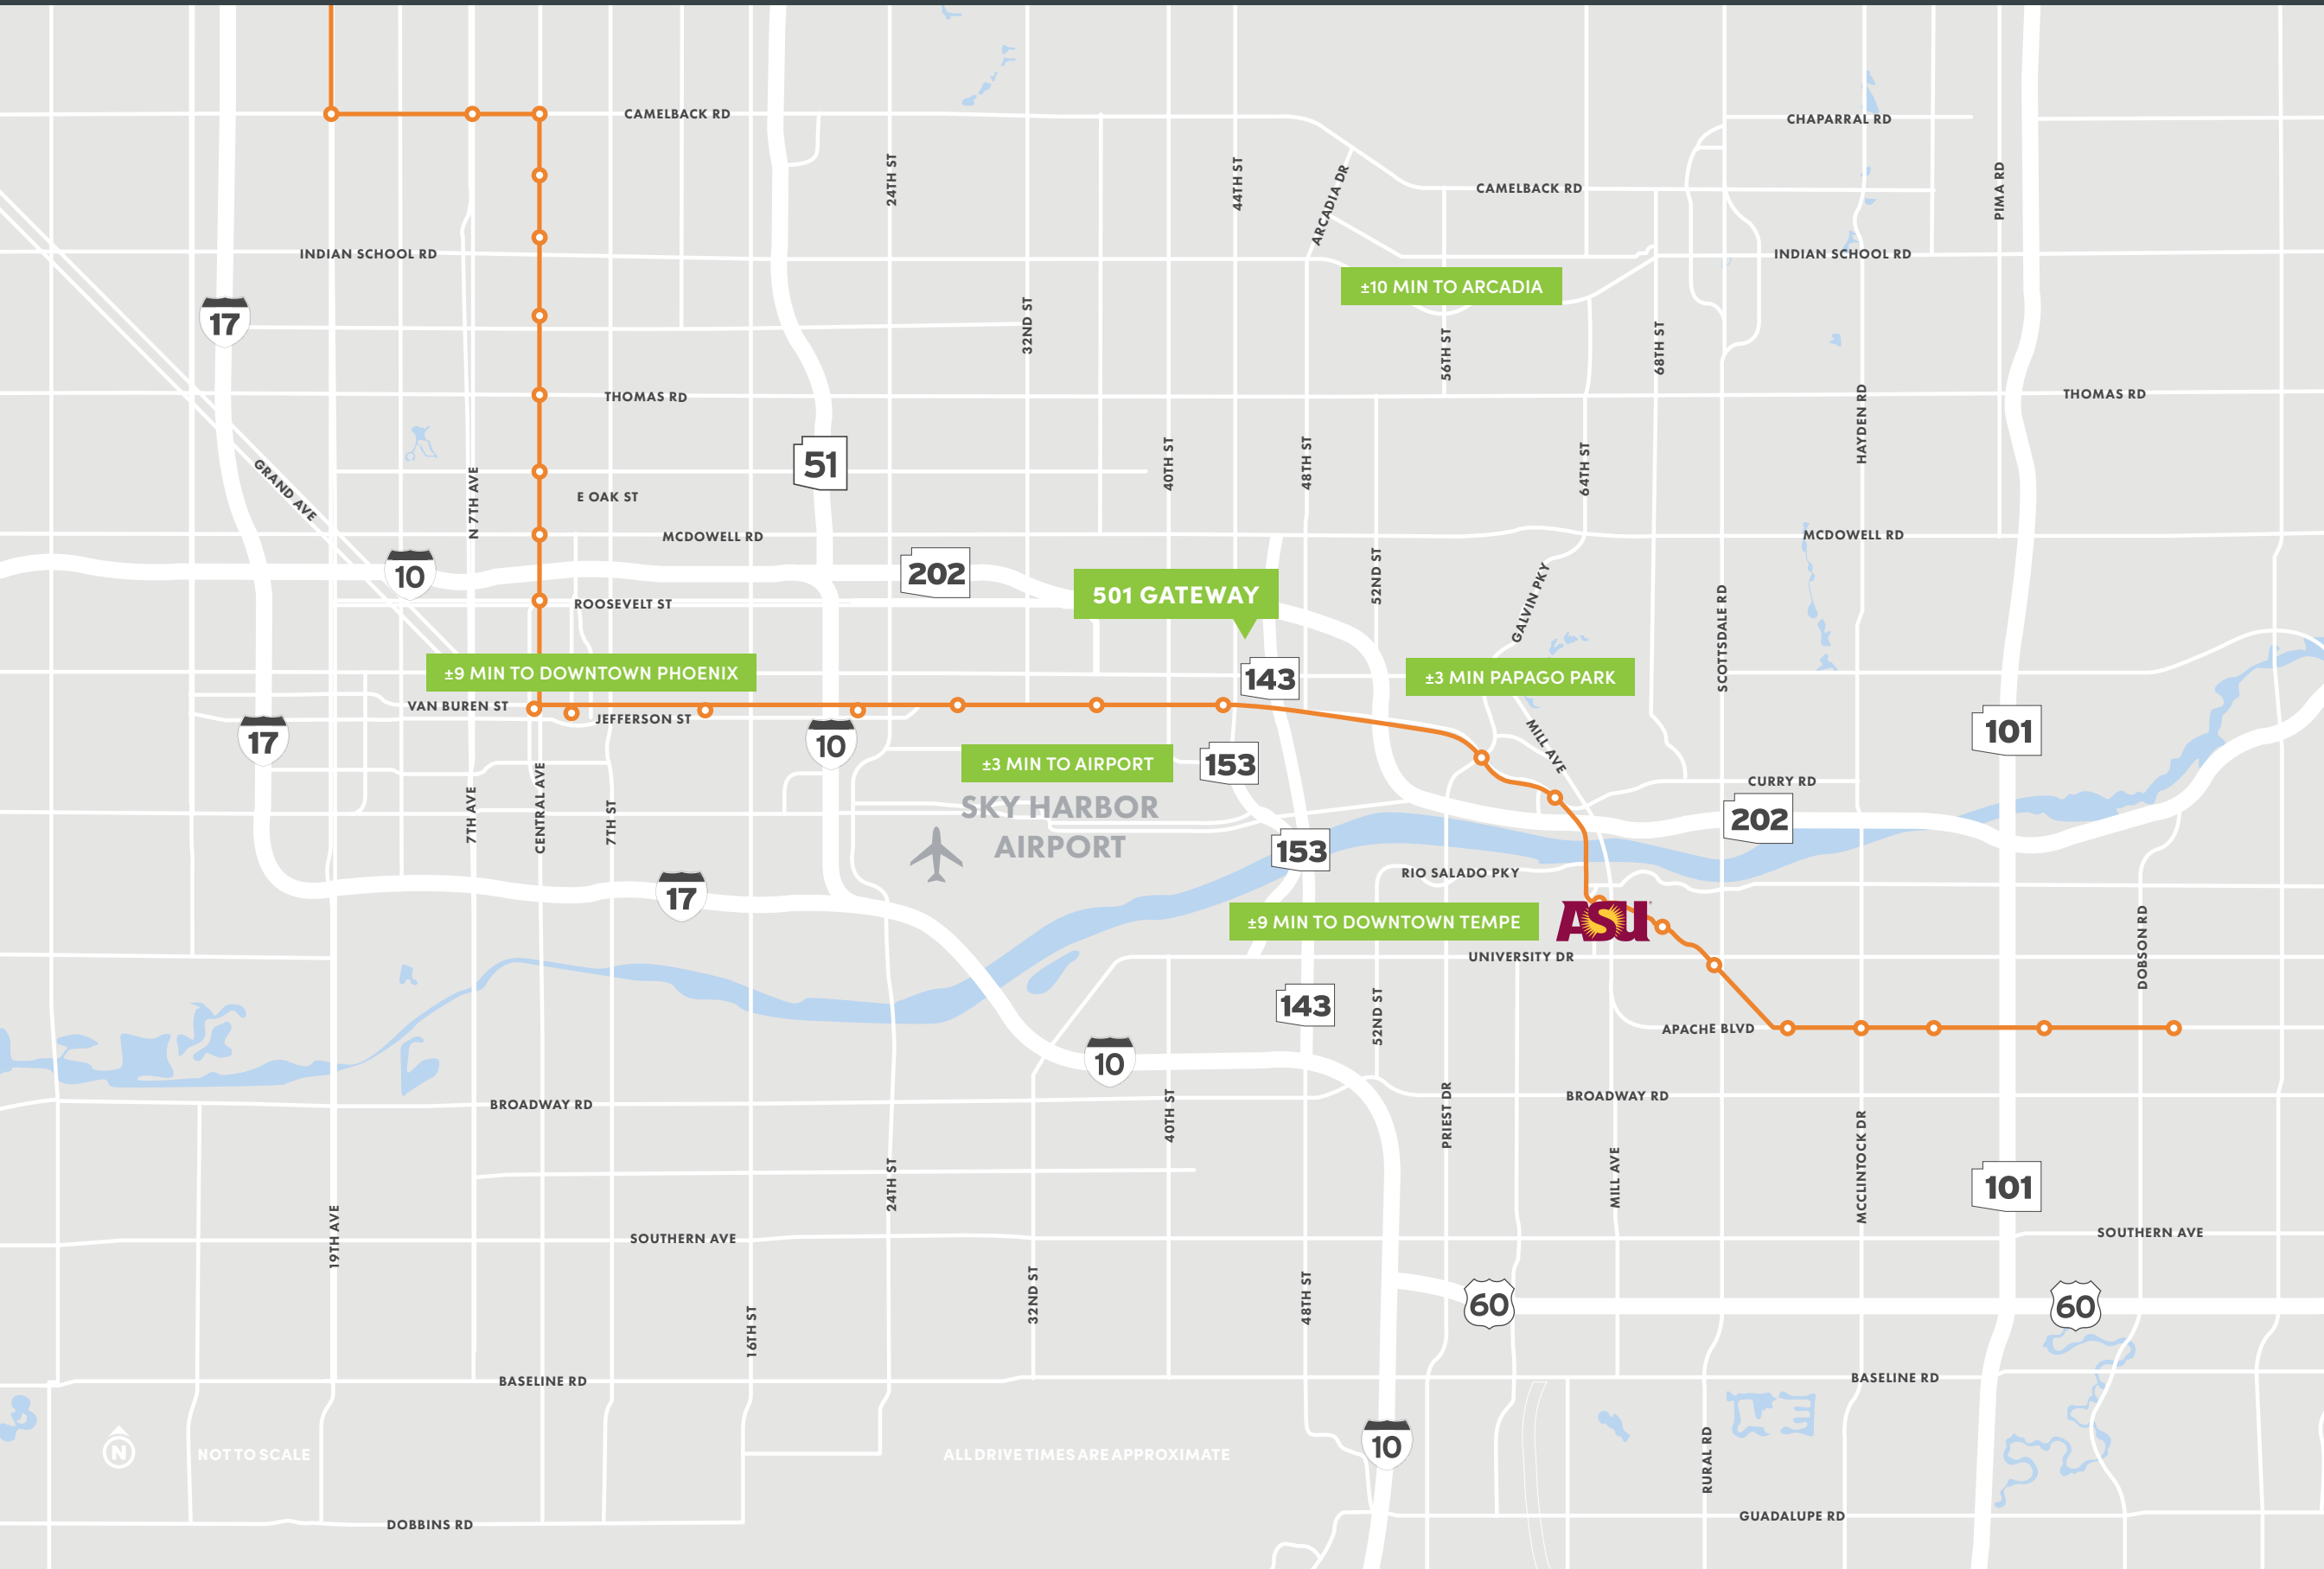 CAMELBACK RD
CHAPARRAL RD
24TH ST
44TH ST
ARCADIA DR
CAMELBACK RD
PIMA RD
INDIAN SCHOOL RD
INDIAN SCHOOL RD
±10 MIN TO ARCADIA
17
32ND ST
56TH ST
68TH ST
THOMAS RD
THOMAS RD
HAYDEN RD
51
40TH ST
48TH ST
64TH ST
GRAND AVE
N 7TH AVE
E OAK ST
MCDOWELL RD
MCDOWELL RD
10
202
52ND ST
501 GATEWAY
GALVIN PKY
SCOTTSDALE RD
ROOSEVELT ST
±9 MIN TO DOWNTOWN PHOENIX
143
±3 MIN PAPAGO PARK
VAN BUREN ST
JEFFERSON ST
17
10
MILL AVE
101
±3 MIN TO AIRPORT
153
CURRY RD
7TH AVE
CENTRAL AVE
7TH ST
SKY HARBOR
AIRPORT
202
153
RIO SALADO PKY
17
±9 MIN TO DOWNTOWN TEMPE
ASU
UNIVERSITY DR
DOBSON RD
143
52ND ST
APACHE BLVD
10
BROADWAY RD
40TH ST
PRIEST DR
BROADWAY RD
MCCLINTOCK DR
24TH ST
MILL AVE
101
19TH AVE
SOUTHERN AVE
SOUTHERN AVE
16TH ST
32ND ST
48TH ST
60
60
BASELINE RD
BASELINE RD
10
N
NOT TO SCALE
ALL DRIVE TIMES ARE APPROXIMATE
RURAL RD
DOBBINS RD
GUADALUPE RD